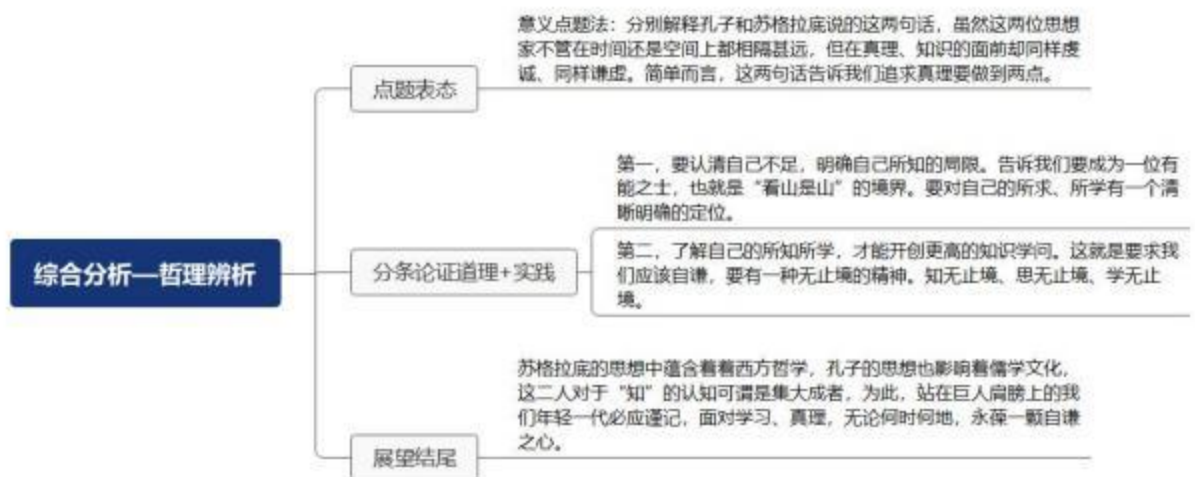 意义点题法：分别解释孔子和苏格拉底说的这两句话，虽然这两位思想
家不管在时间还是空间上都相隔甚远，但在真理、知识的面前却同样虔
诚、同样谦虚。简单而言，这两句话告诉我们追求真理要做到两点。
点题表态
第一，要认清自己不足，明确自己所知的局限。告诉我们要成为一位有
能之士，也就是“看山是山”的境界。要对自己的所求、所学有一个清
晰明确的定位。
综合分析—哲理辨析
分条论证道理+实践
第二，了解自己的所知所学，才能开创更高的知识学问。这就是要求我
们应该自谦，要有一种无止境的精神。知无止境、思无止境、学无止
境。
苏格拉底的思想中蕴含着着西方哲学，孔子的思想也影响着儒学文化，
这二人对于“知”的认知可谓是集大成者，为此，站在巨人肩膀上的我
们年轻一代必应谨记，面对学习、真理，无论何时何地，永葆一颗自谦
之心。
展望结尾